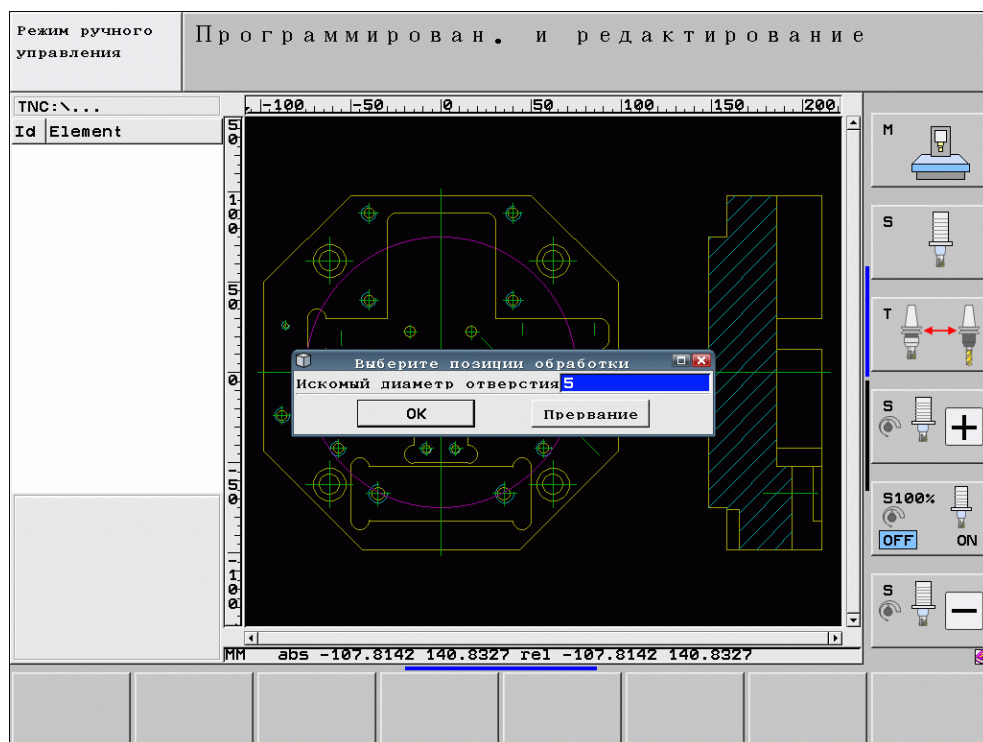 Режим ручного
управления
Программирован. и редактирование
TNC:\...
Id Element
-100 -50 0 50 100 150 200
50
100
50
0
-50
-100
Выберите позиции обработки
Искомый диаметр отверстия 5
OK Прервание
MM abs -107.8142 140.8327 rel -107.8142 140.8327
M
S
T
S
S100%
OFF ON
S